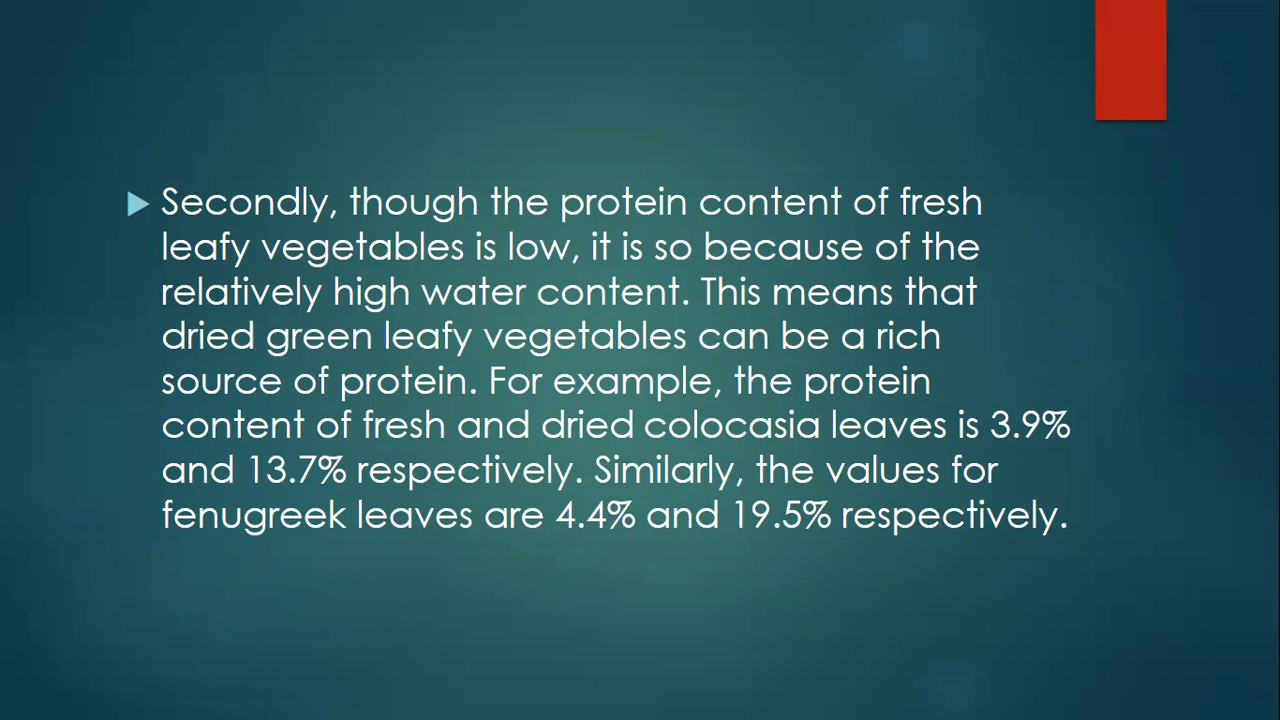 Secondly, though the protein content of fresh
leafy vegetables is low, it is so because of the
relatively high water content. This means that
dried green leafy vegetables can be a rich
source of protein. For example, the protein
content of fresh and dried colocasia leaves is 3.9%
and 13.7% respectively. Similarly, the values for
fenugreek leaves are 4.4% and 19.5% respectively.